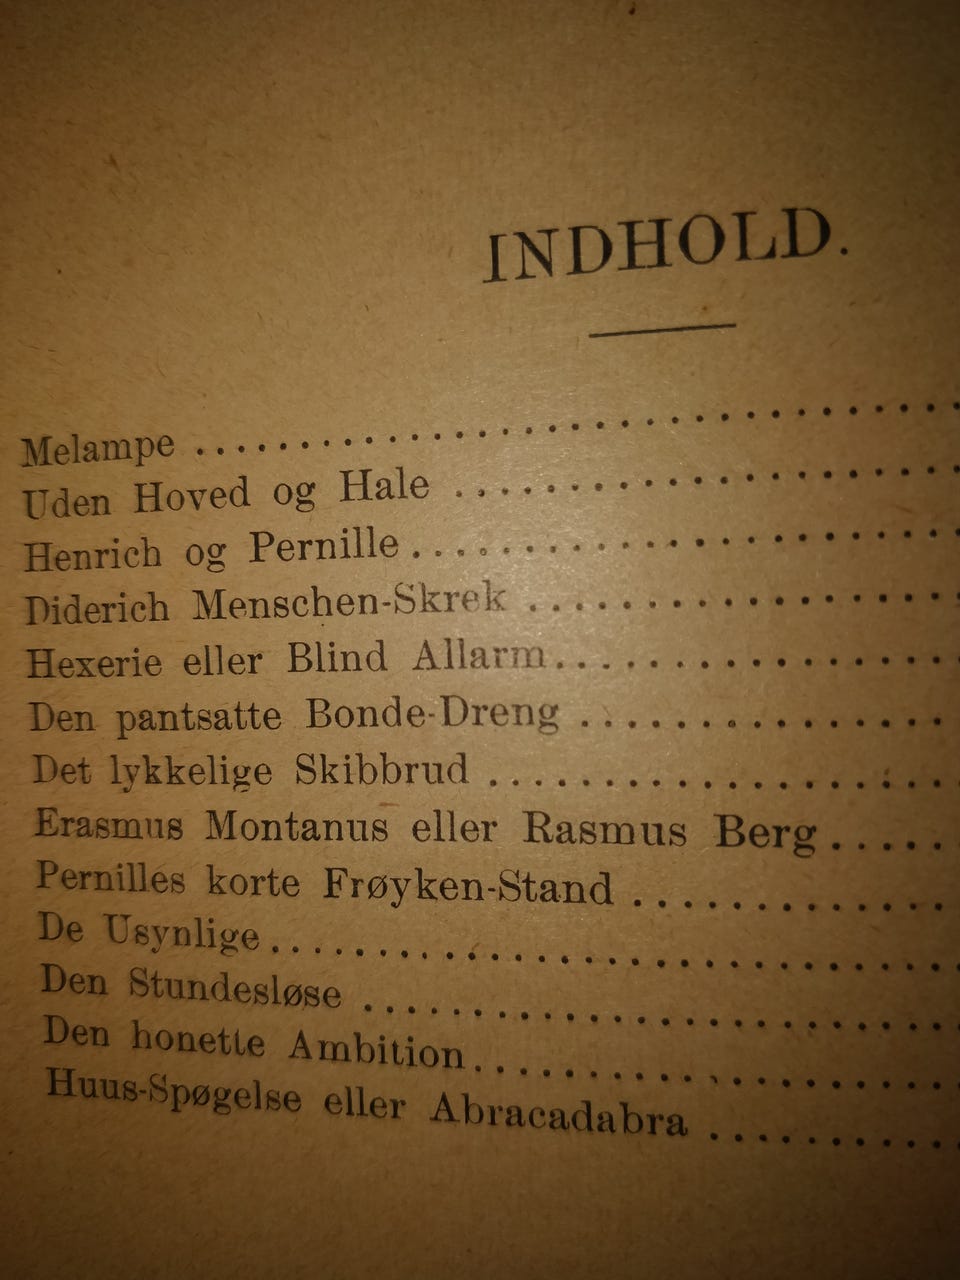 INDHOLD.
Melampe . . . . . . . . . . . . . . . . . . . . . . . . . . . . . .
Uden Hoved og Hale . . . . . . . . . . . . . . . . . . . .
Henrich og Pernille . . . . . . . . . . . . . . . . . . . . . .
Diderich Menschen-Skrek . . . . . . . . . . . . . . . . .
Hexerie eller Blind Allarm . . . . . . . . . . . . . . . .
Den pantsatte Bonde-Dreng . . . . . . . . . . . . . .
Det lykkelige Skibbrud . . . . . . . . . . . . . . . . . .
Erasmus Montanus eller Rasmus Berg . . . . .
Pernilles korte Frøyken-Stand . . . . . . . . . . . .
De Usynlige . . . . . . . . . . . . . . . . . . . . . . . . . . .
Den Stundesløse . . . . . . . . . . . . . . . . . . . . . . .
Den honette Ambition . . . . . . . . . . . . . . . . . . .
Huus-Spøgelse eller Abracadabra . . . . . . . . . .